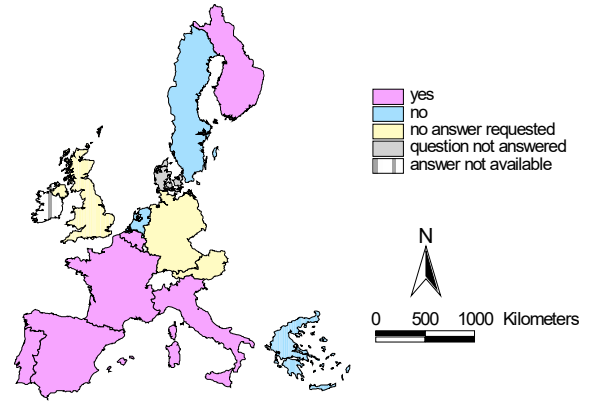 yes
no
no answer requested
question not answered
answer not available
N
0 500 1000 Kilometers